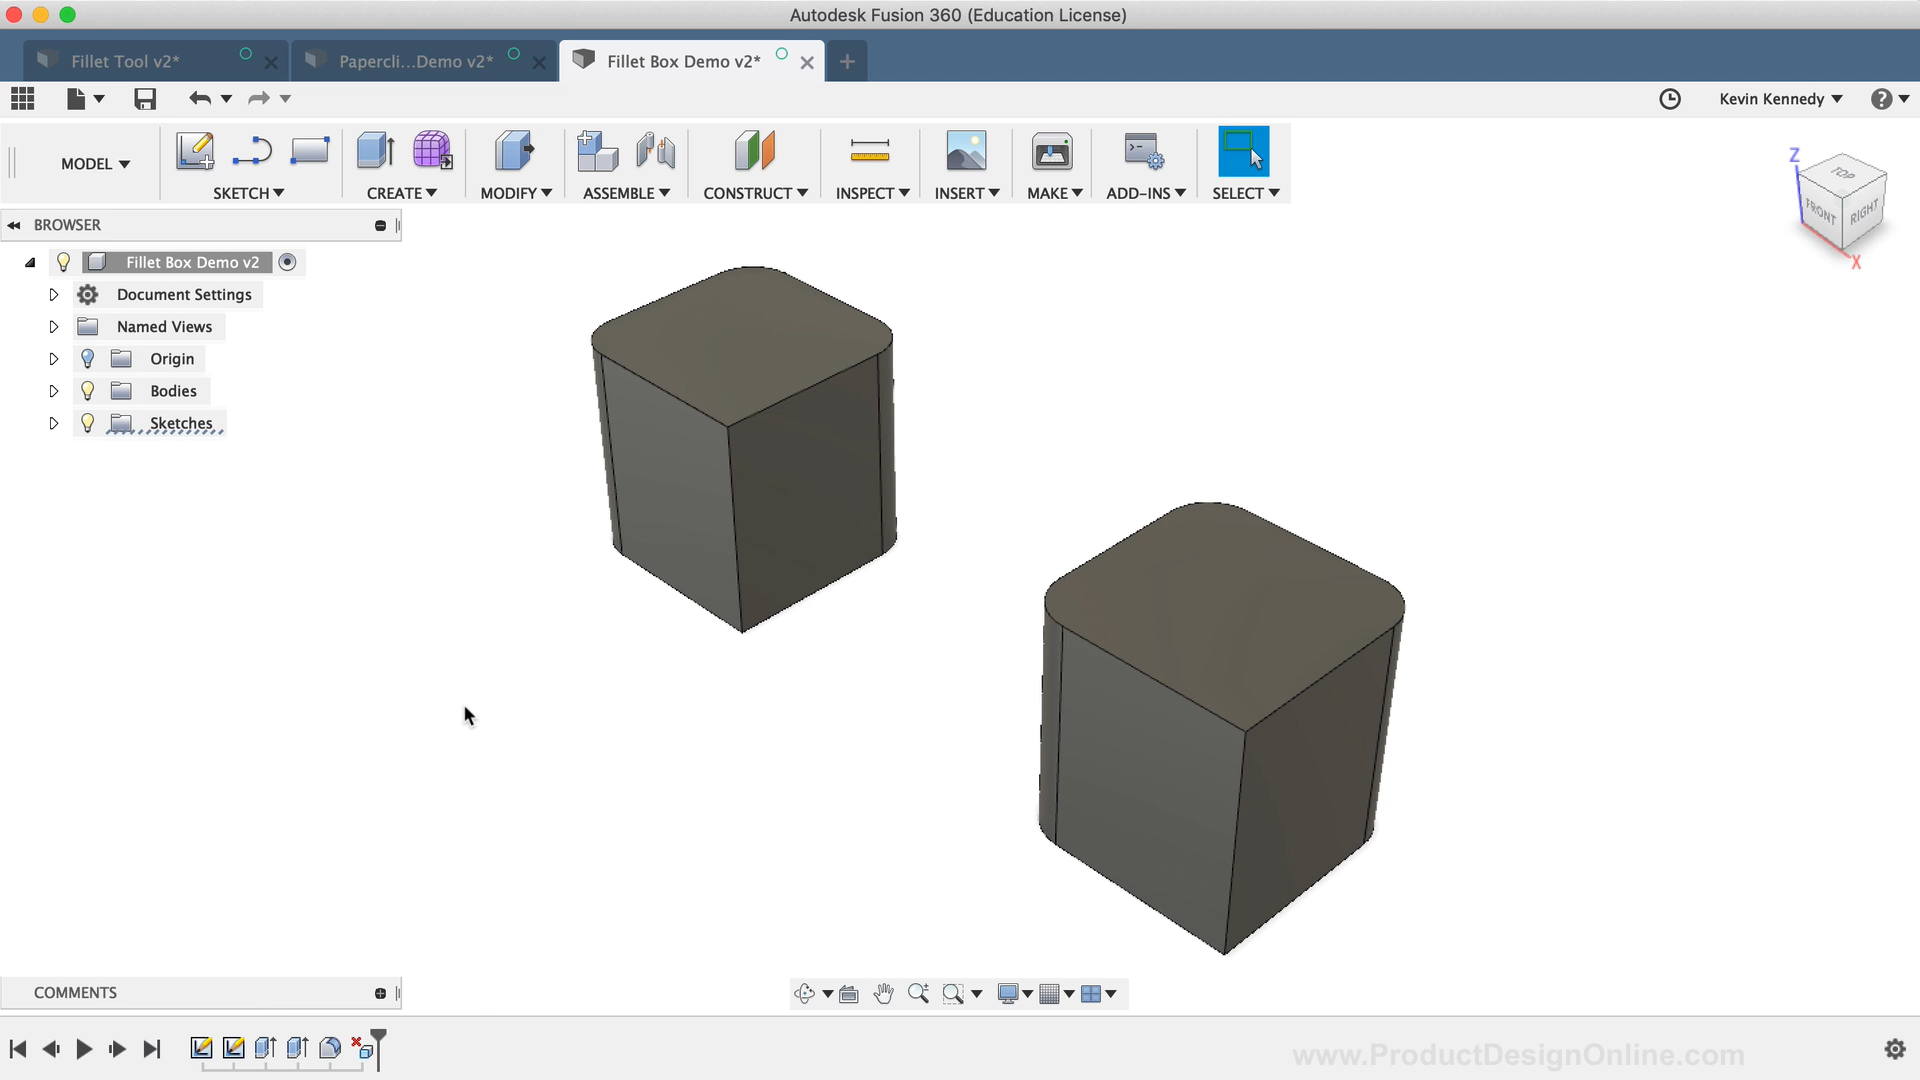 Autodesk Fusion 360 (Education License)
Fillet Tool v2*
Papercli...Demo v2*
Fillet Box Demo v2*
Kevin Kennedy
MODEL
SKETCH
CREATE
MODIFY
ASSEMBLE
CONSTRUCT
INSPECT
INSERT
MAKE
ADD-INS
SELECT
Z
TOP
FRONT
RIGHT
X
BROWSER
Fillet Box Demo v2
Document Settings
Named Views
Origin
Bodies
Sketches
COMMENTS
www.ProductDesignOnline.com